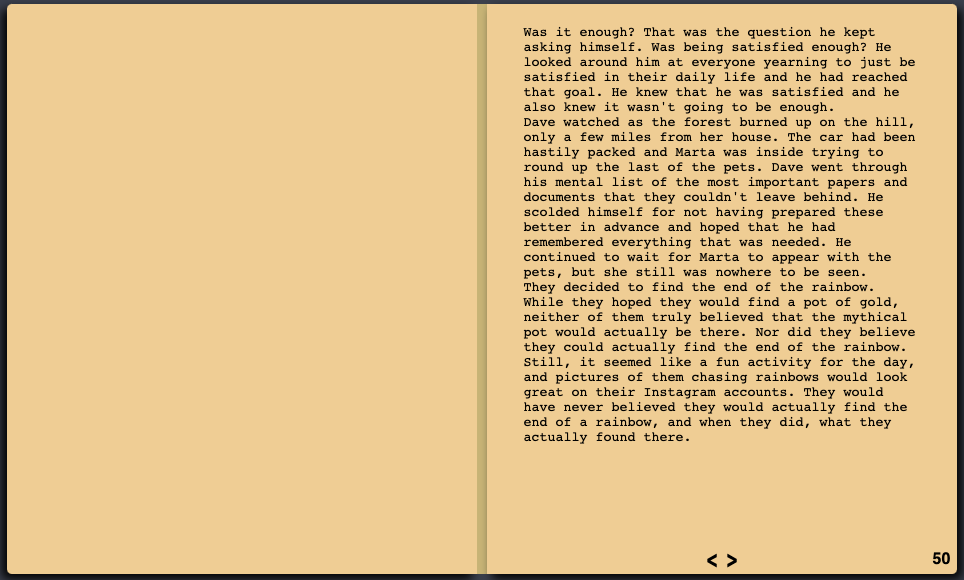 Was it enough? That was the question he kept
asking himself. Was being satisfied enough? He
looked around him at everyone yearning to just be
satisfied in their daily life and he had reached
that goal. He knew that he was satisfied and he
also knew it wasn't going to be enough.
Dave watched as the forest burned up on the hill,
only a few miles from her house. The car had been
hastily packed and Marta was inside trying to
round up the last of the pets. Dave went through
his mental list of the most important papers and
documents that they couldn't leave behind. He
scolded himself for not having prepared these
better in advance and hoped that he had
remembered everything that was needed. He
continued to wait for Marta to appear with the
pets, but she still was nowhere to be seen.
They decided to find the end of the rainbow.
While they hoped they would find a pot of gold,
neither of them truly believed that the mythical
pot would actually be there. Nor did they believe
they could actually find the end of the rainbow.
Still, it seemed like a fun activity for the day,
and pictures of them chasing rainbows would look
great on their Instagram accounts. They would
have never believed they would actually find the
end of a rainbow, and when they did, what they
actually found there.
< >
50